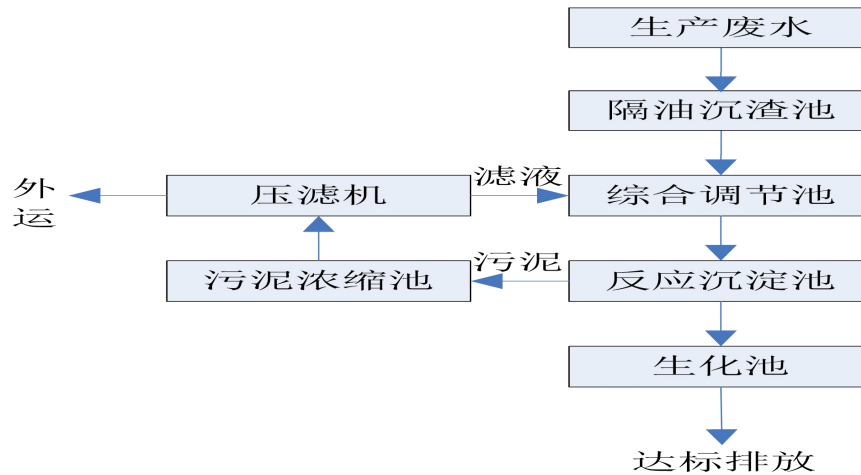 生产废水
隔油沉渣池
外运
压滤机
滤液
综合调节池
污泥浓缩池
污泥
反应沉淀池
生化池
达标排放